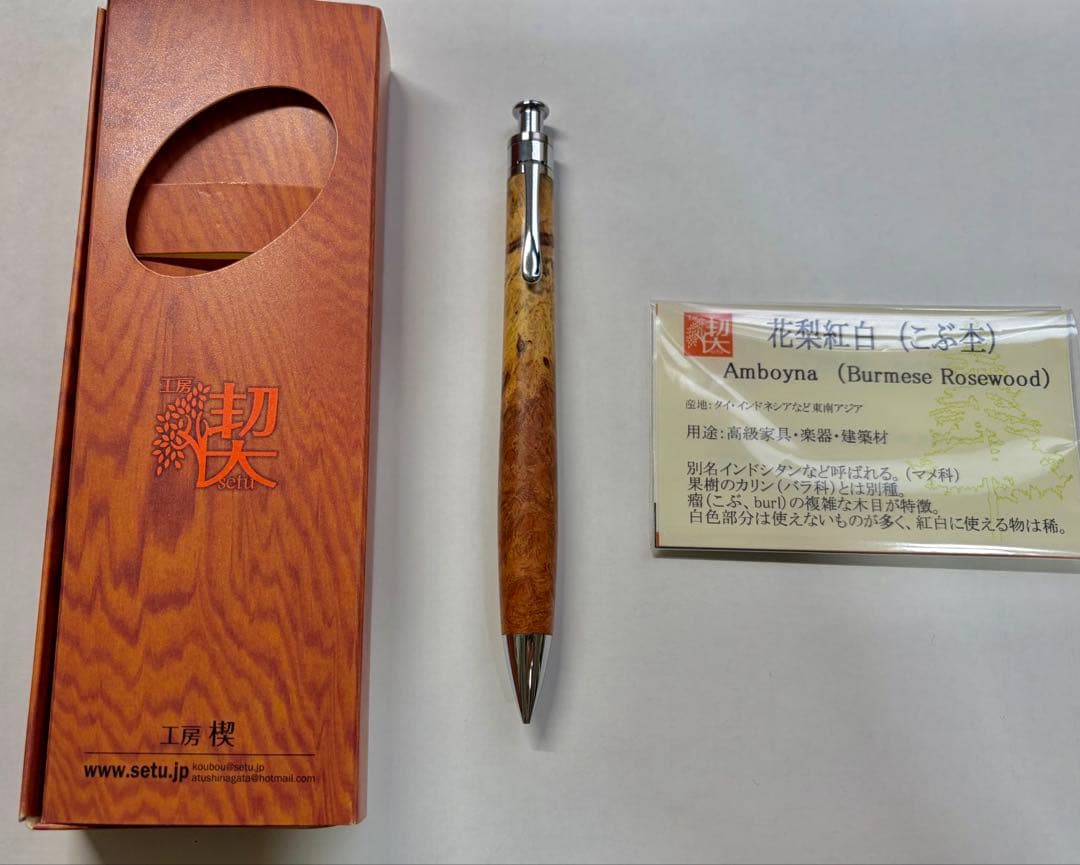 工房
楔
setu
工房 楔
www.setu.jp
koubou@setu.jp
atushinagata@hotmail.com
楔
花梨紅白 （こぶ杢）
Amboyna （Burmese Rosewood）
産地：タイ・インドネシアなど東南アジア
用途：高級家具・楽器・建築材
別名インドシタンなど呼ばれる。（マメ科）
果樹のカリン（バラ科）とは別種。
瘤（こぶ、burl）の複雑な木目が特徴。
白色部分は使えないものが多く、紅白に使える物は稀。